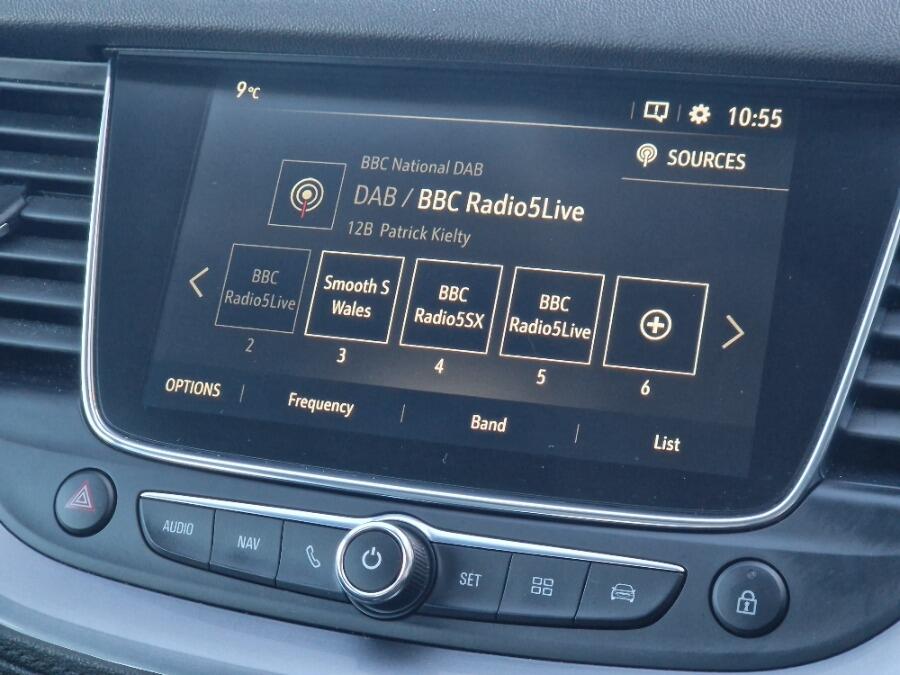 9°C
10:55
SOURCES
BBC National DAB
DAB / BBC Radio5Live
12B Patrick Kielty
BBC
Radio5Live
2
Smooth S
Wales
3
BBC
Radio5SX
4
BBC
Radio5Live
5
6
OPTIONS
Frequency
Band
List
AUDIO
NAV
SET